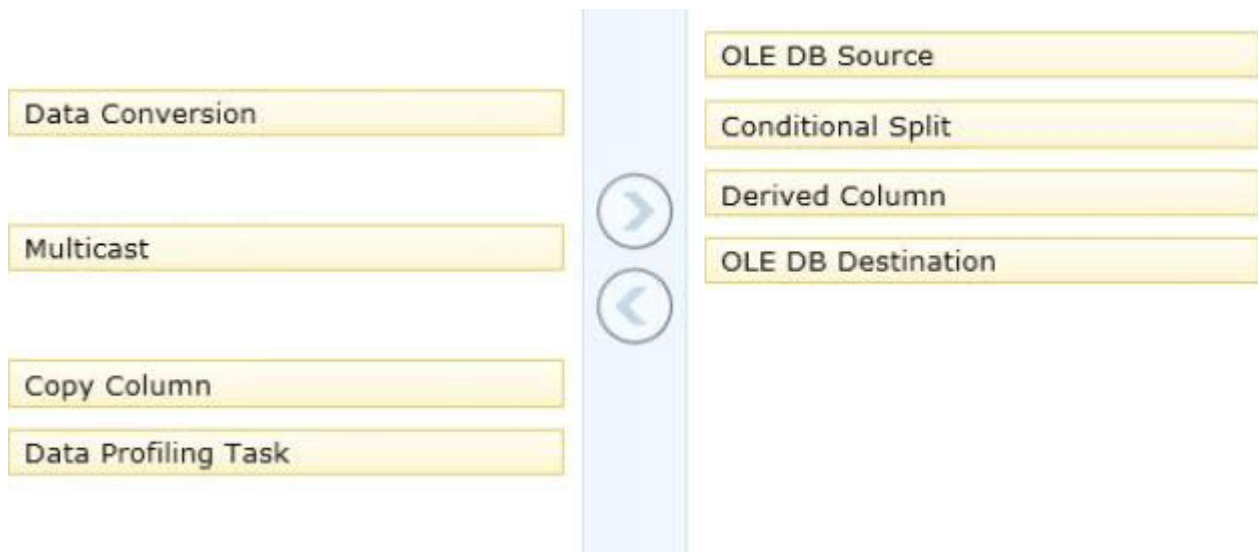 Data Conversion
Multicast
Copy Column
Data Profiling Task
OLE DB Source
Conditional Split
Derived Column
OLE DB Destination